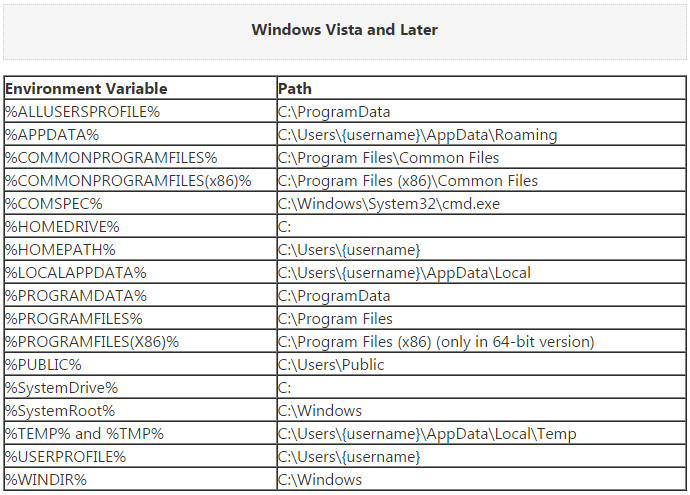 Windows Vista and Later
Environment Variable Path
%ALLUSERSPROFILE% C:\ProgramData
%APPDATA% C:\Users\{username}\AppData\Roaming
%COMMONPROGRAMFILES% C:\Program Files\Common Files
%COMMONPROGRAMFILES(x86)% C:\Program Files (x86)\Common Files
%COMSPEC% C:\Windows\System32\cmd.exe
%HOMEDRIVE% C:
%HOMEPATH% C:\Users\{username}
%LOCALAPPDATA% C:\Users\{username}\AppData\Local
%PROGRAMDATA% C:\ProgramData
%PROGRAMFILES% C:\Program Files
%PROGRAMFILES(X86)% C:\Program Files (x86) (only in 64-bit version)
%PUBLIC% C:\Users\Public
%SystemDrive% C:
%SystemRoot% C:\Windows
%TEMP% and %TMP% C:\Users\{username}\AppData\Local\Temp
%USERPROFILE% C:\Users\{username}
%WINDIR% C:\Windows